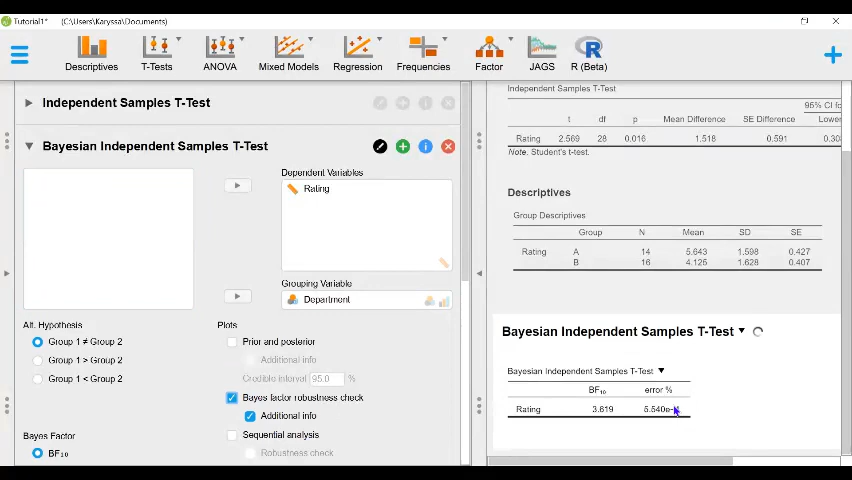 Tutorial1* (C:\Users\Karyssa\Documents)
Descriptives T-Tests ANOVA Mixed Models Regression Frequencies Factor JAGS R (Beta)
Independent Samples T-Test
Bayesian Independent Samples T-Test
Dependent Variables
Rating
Grouping Variable
Department
Alt. Hypothesis
Group 1 ≠ Group 2
Group 1 > Group 2
Group 1 < Group 2
Bayes Factor
BF₁₀
Plots
Prior and posterior
Additional info
Credible interval 95.0 %
Bayes factor robustness check
Additional info
Sequential analysis
Robustness check
Independent Samples T-Test
95% CI fo
t df p Mean Difference SE Difference Lower
Rating 2.569 28 0.016 1.518 0.591 0.30
Note. Student's t-test.
Descriptives
Group Descriptives
Group N Mean SD SE
Rating A 14 5.643 1.598 0.427
B 16 4.125 1.628 0.407
Bayesian Independent Samples T-Test
Bayesian Independent Samples T-Test
BF₁₀ error %
Rating 3.619